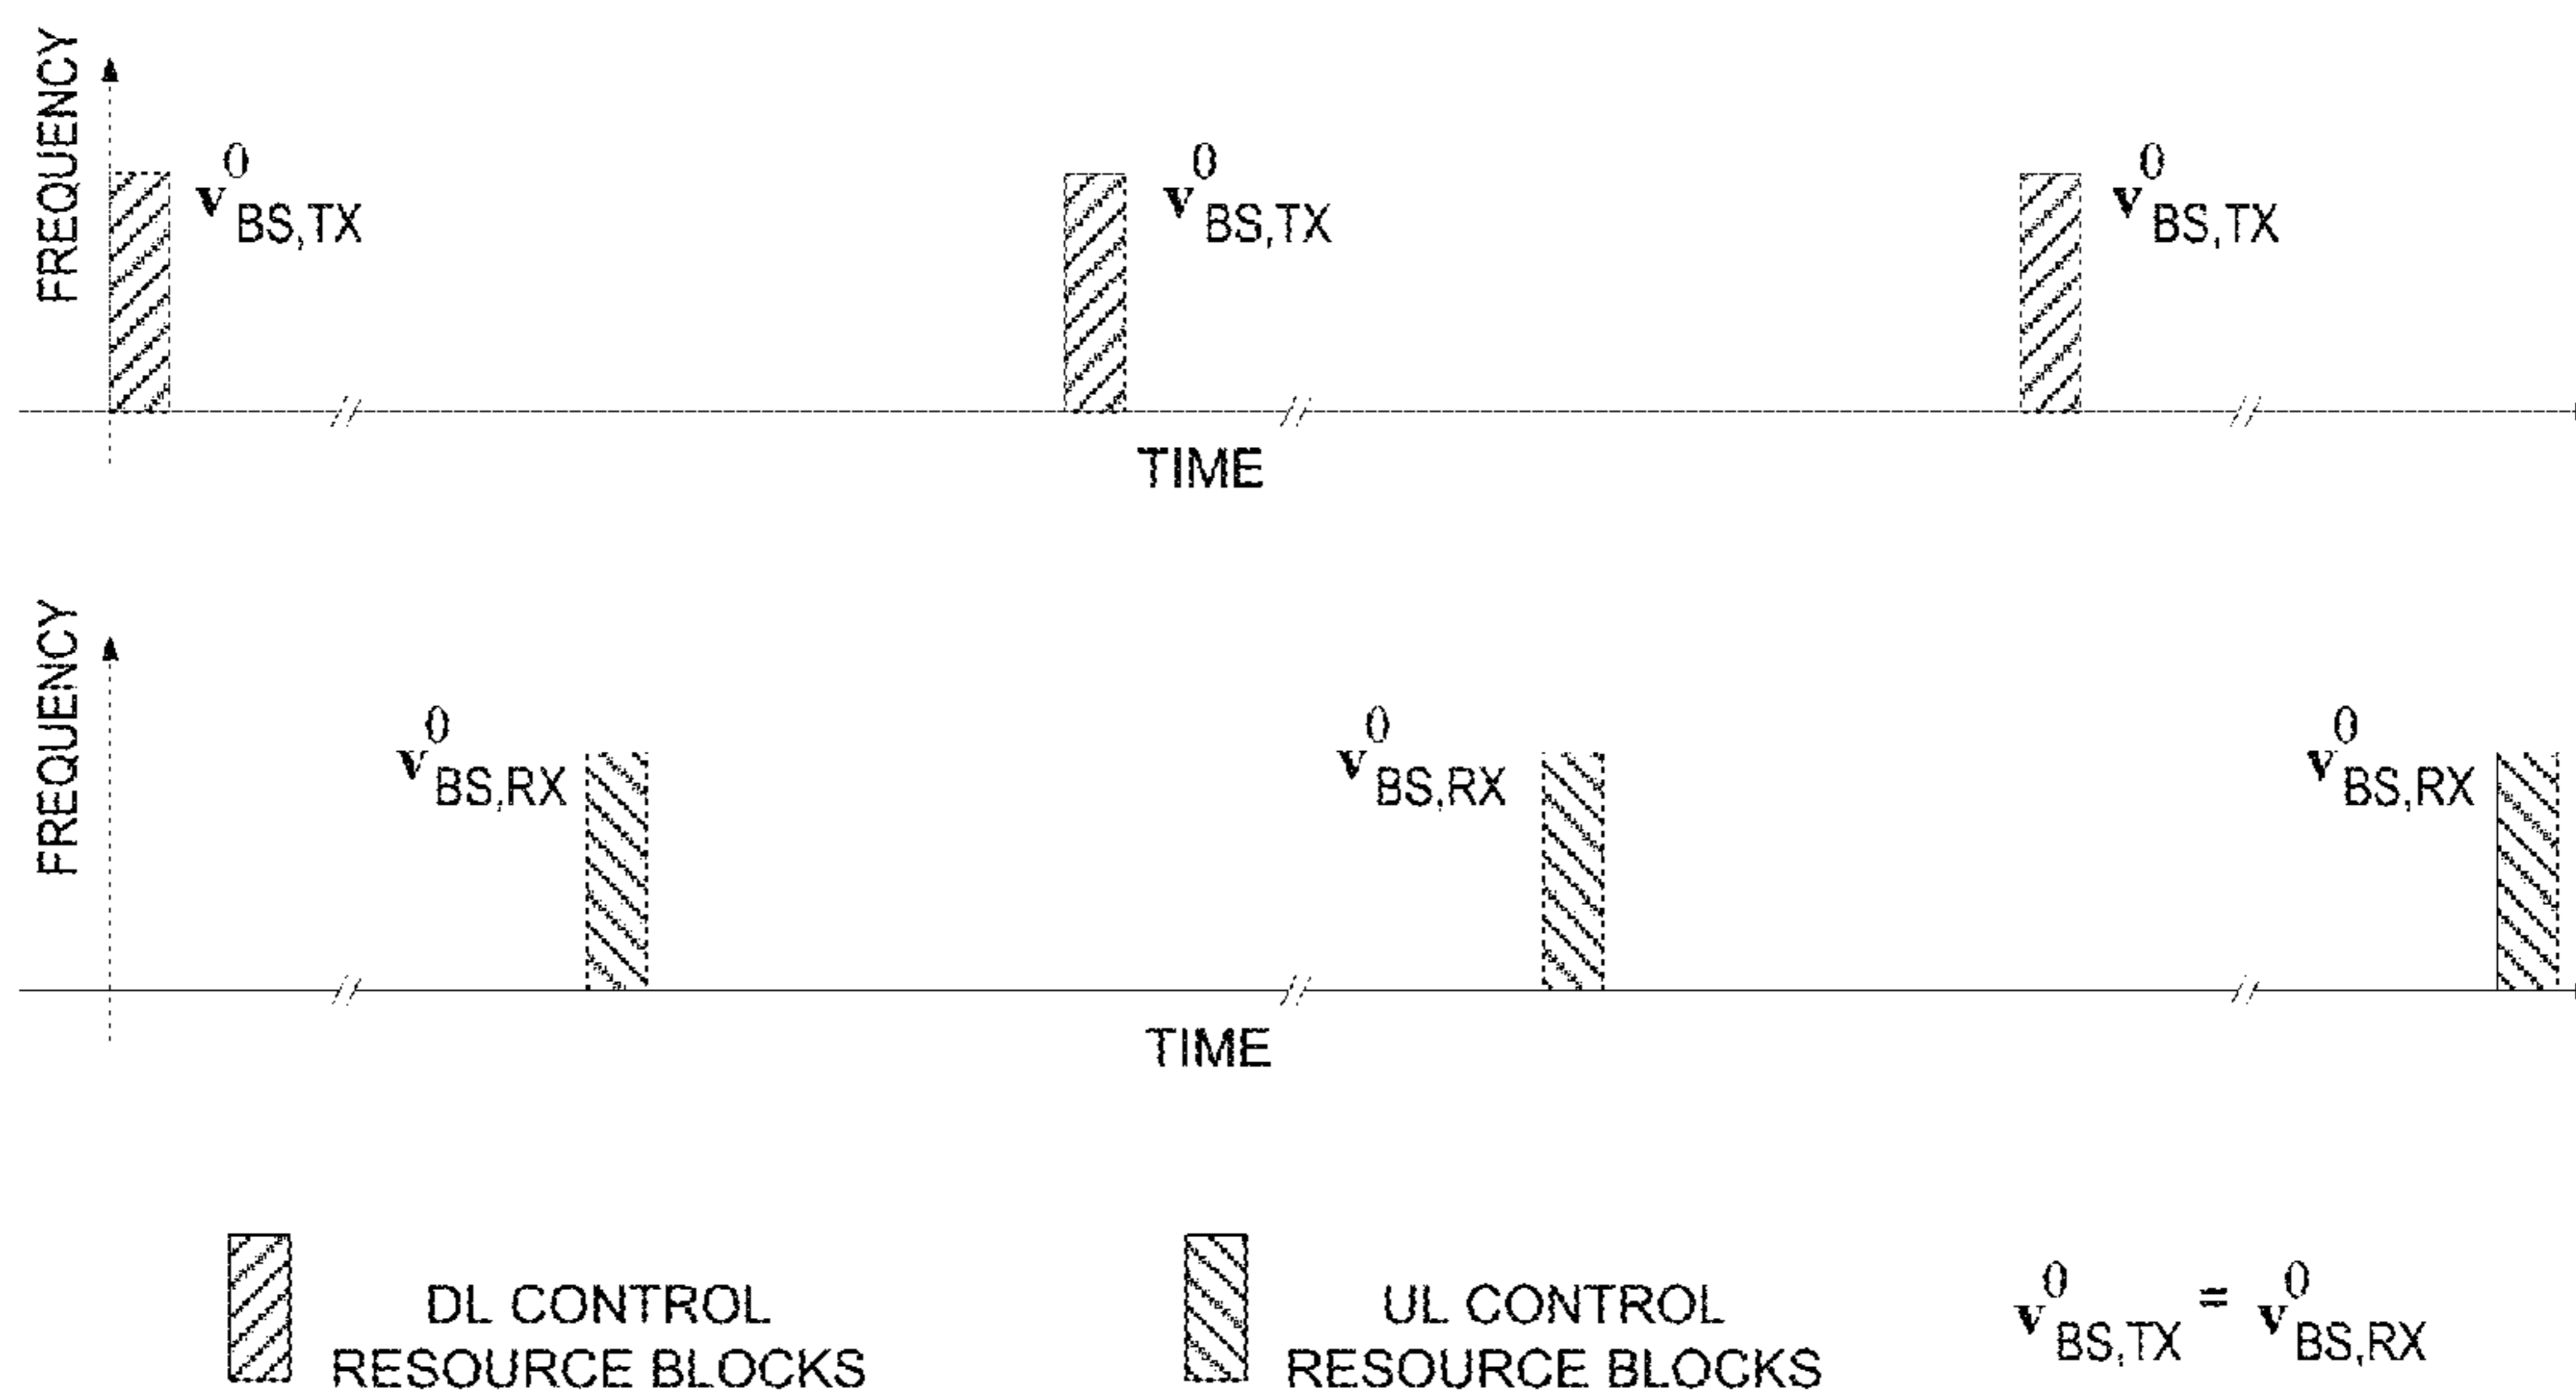 FREQUENCY
v⁰BS,TX
v⁰BS,TX
v⁰BS,TX
TIME
FREQUENCY
v⁰BS,RX
v⁰BS,RX
v⁰BS,RX
TIME
DL CONTROL
RESOURCE BLOCKS
UL CONTROL
RESOURCE BLOCKS
v⁰BS,TX = v⁰BS,RX